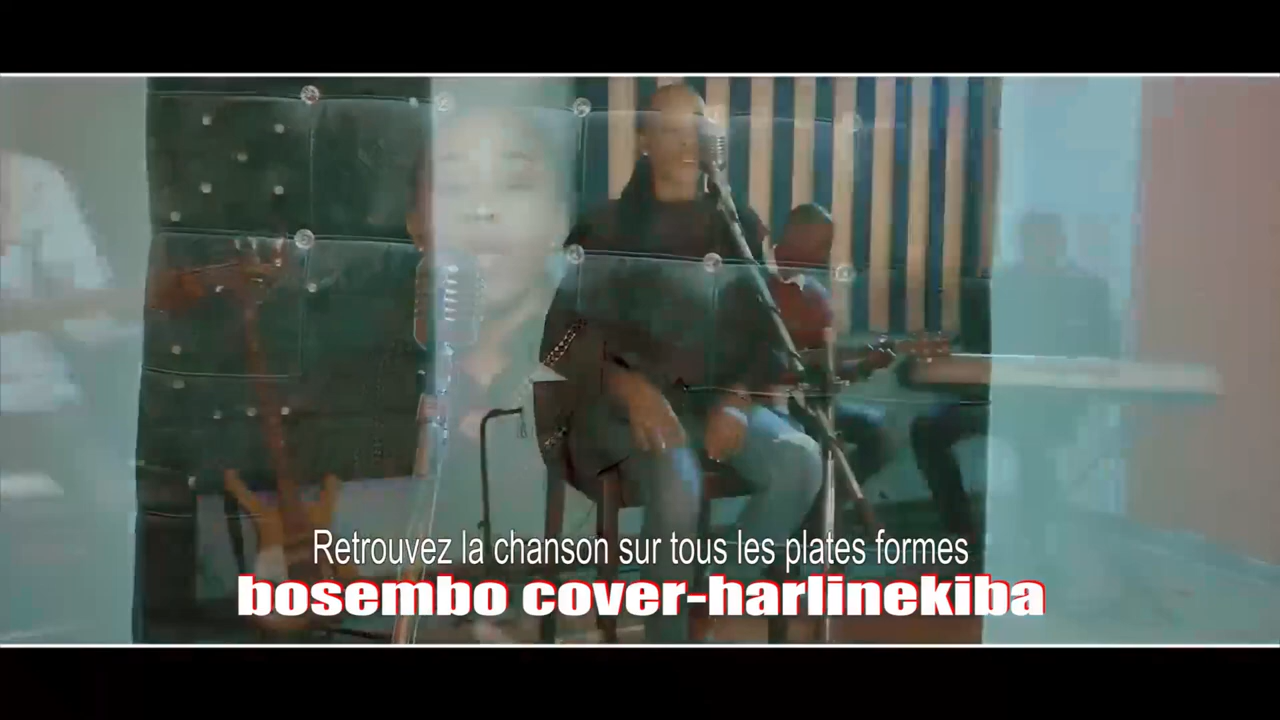 Retrouvez la chanson sur tous les plates formes
bosembo cover-harlinekiba